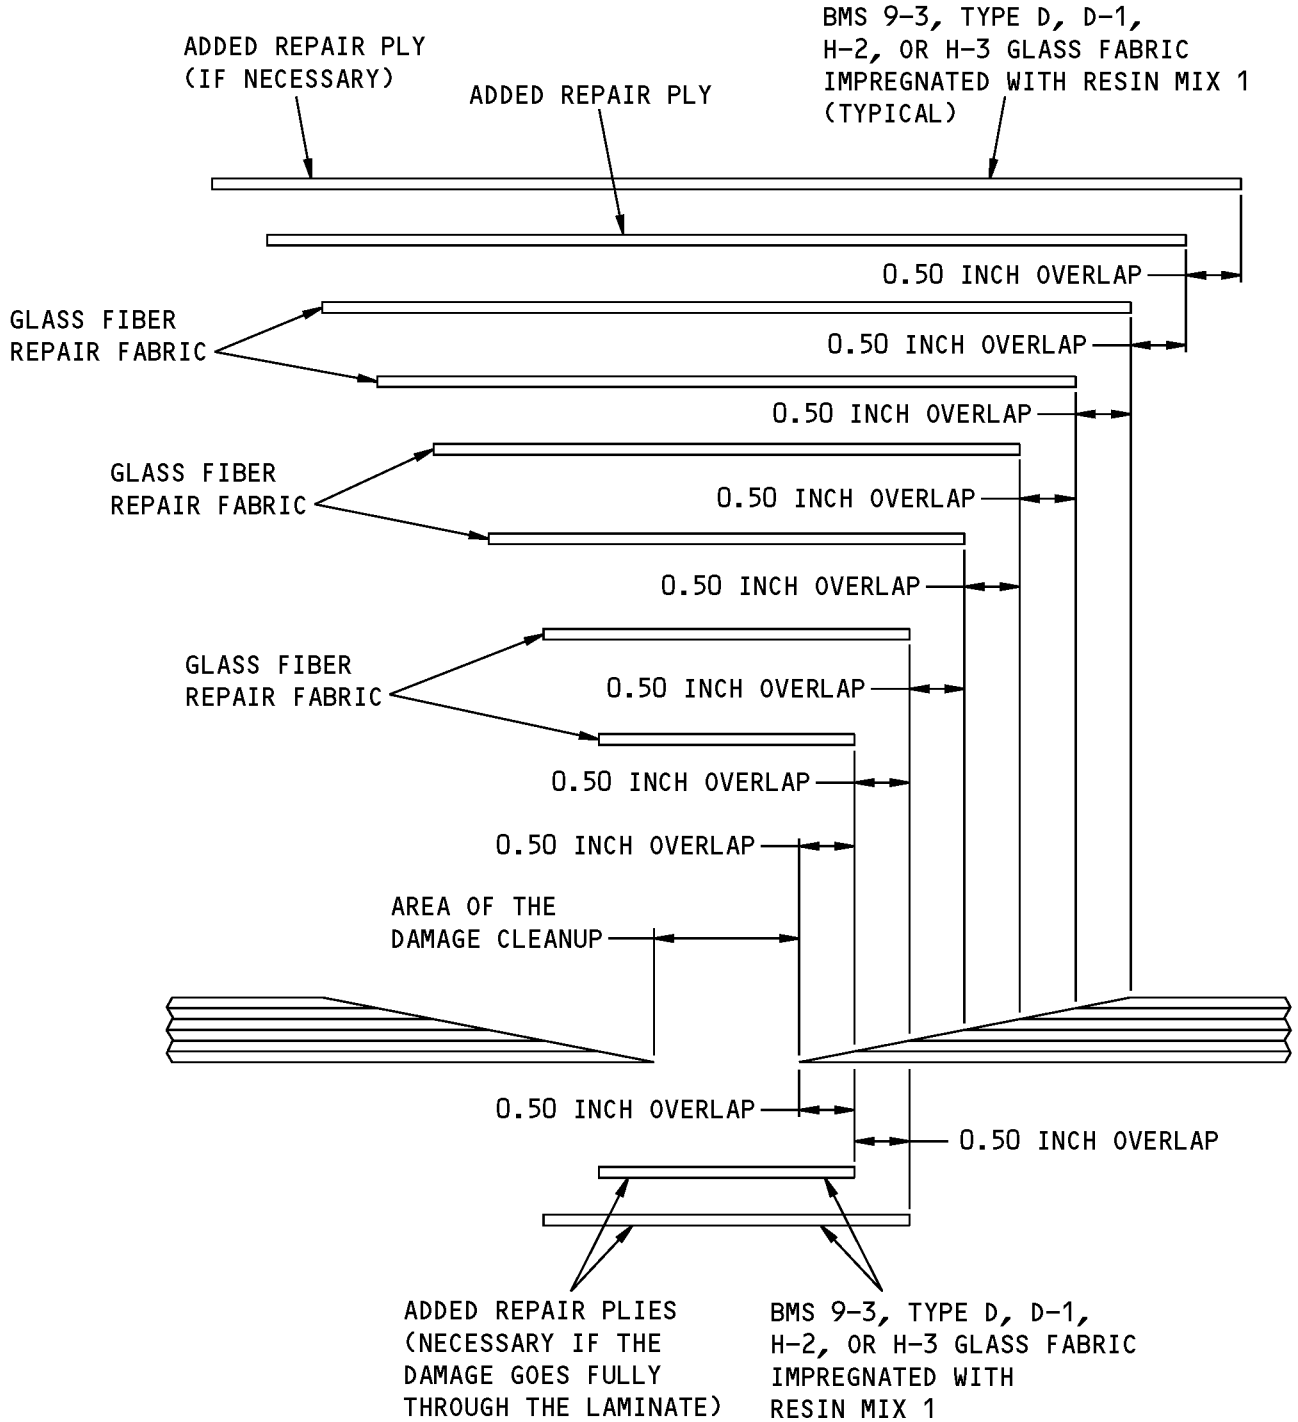 ADDED REPAIR PLY
(IF NECESSARY)
ADDED REPAIR PLY
BMS 9-3, TYPE D, D-1,
H-2, OR H-3 GLASS FABRIC
IMPREGNATED WITH RESIN MIX 1
(TYPICAL)
0.50 INCH OVERLAP
GLASS FIBER
REPAIR FABRIC
0.50 INCH OVERLAP
0.50 INCH OVERLAP
GLASS FIBER
REPAIR FABRIC
0.50 INCH OVERLAP
0.50 INCH OVERLAP
GLASS FIBER
REPAIR FABRIC
0.50 INCH OVERLAP
0.50 INCH OVERLAP
0.50 INCH OVERLAP
AREA OF THE
DAMAGE CLEANUP
0.50 INCH OVERLAP
0.50 INCH OVERLAP
ADDED REPAIR PLIES
(NECESSARY IF THE
DAMAGE GOES FULLY
THROUGH THE LAMINATE)
BMS 9-3, TYPE D, D-1,
H-2, OR H-3 GLASS FABRIC
IMPREGNATED WITH
RESIN MIX 1